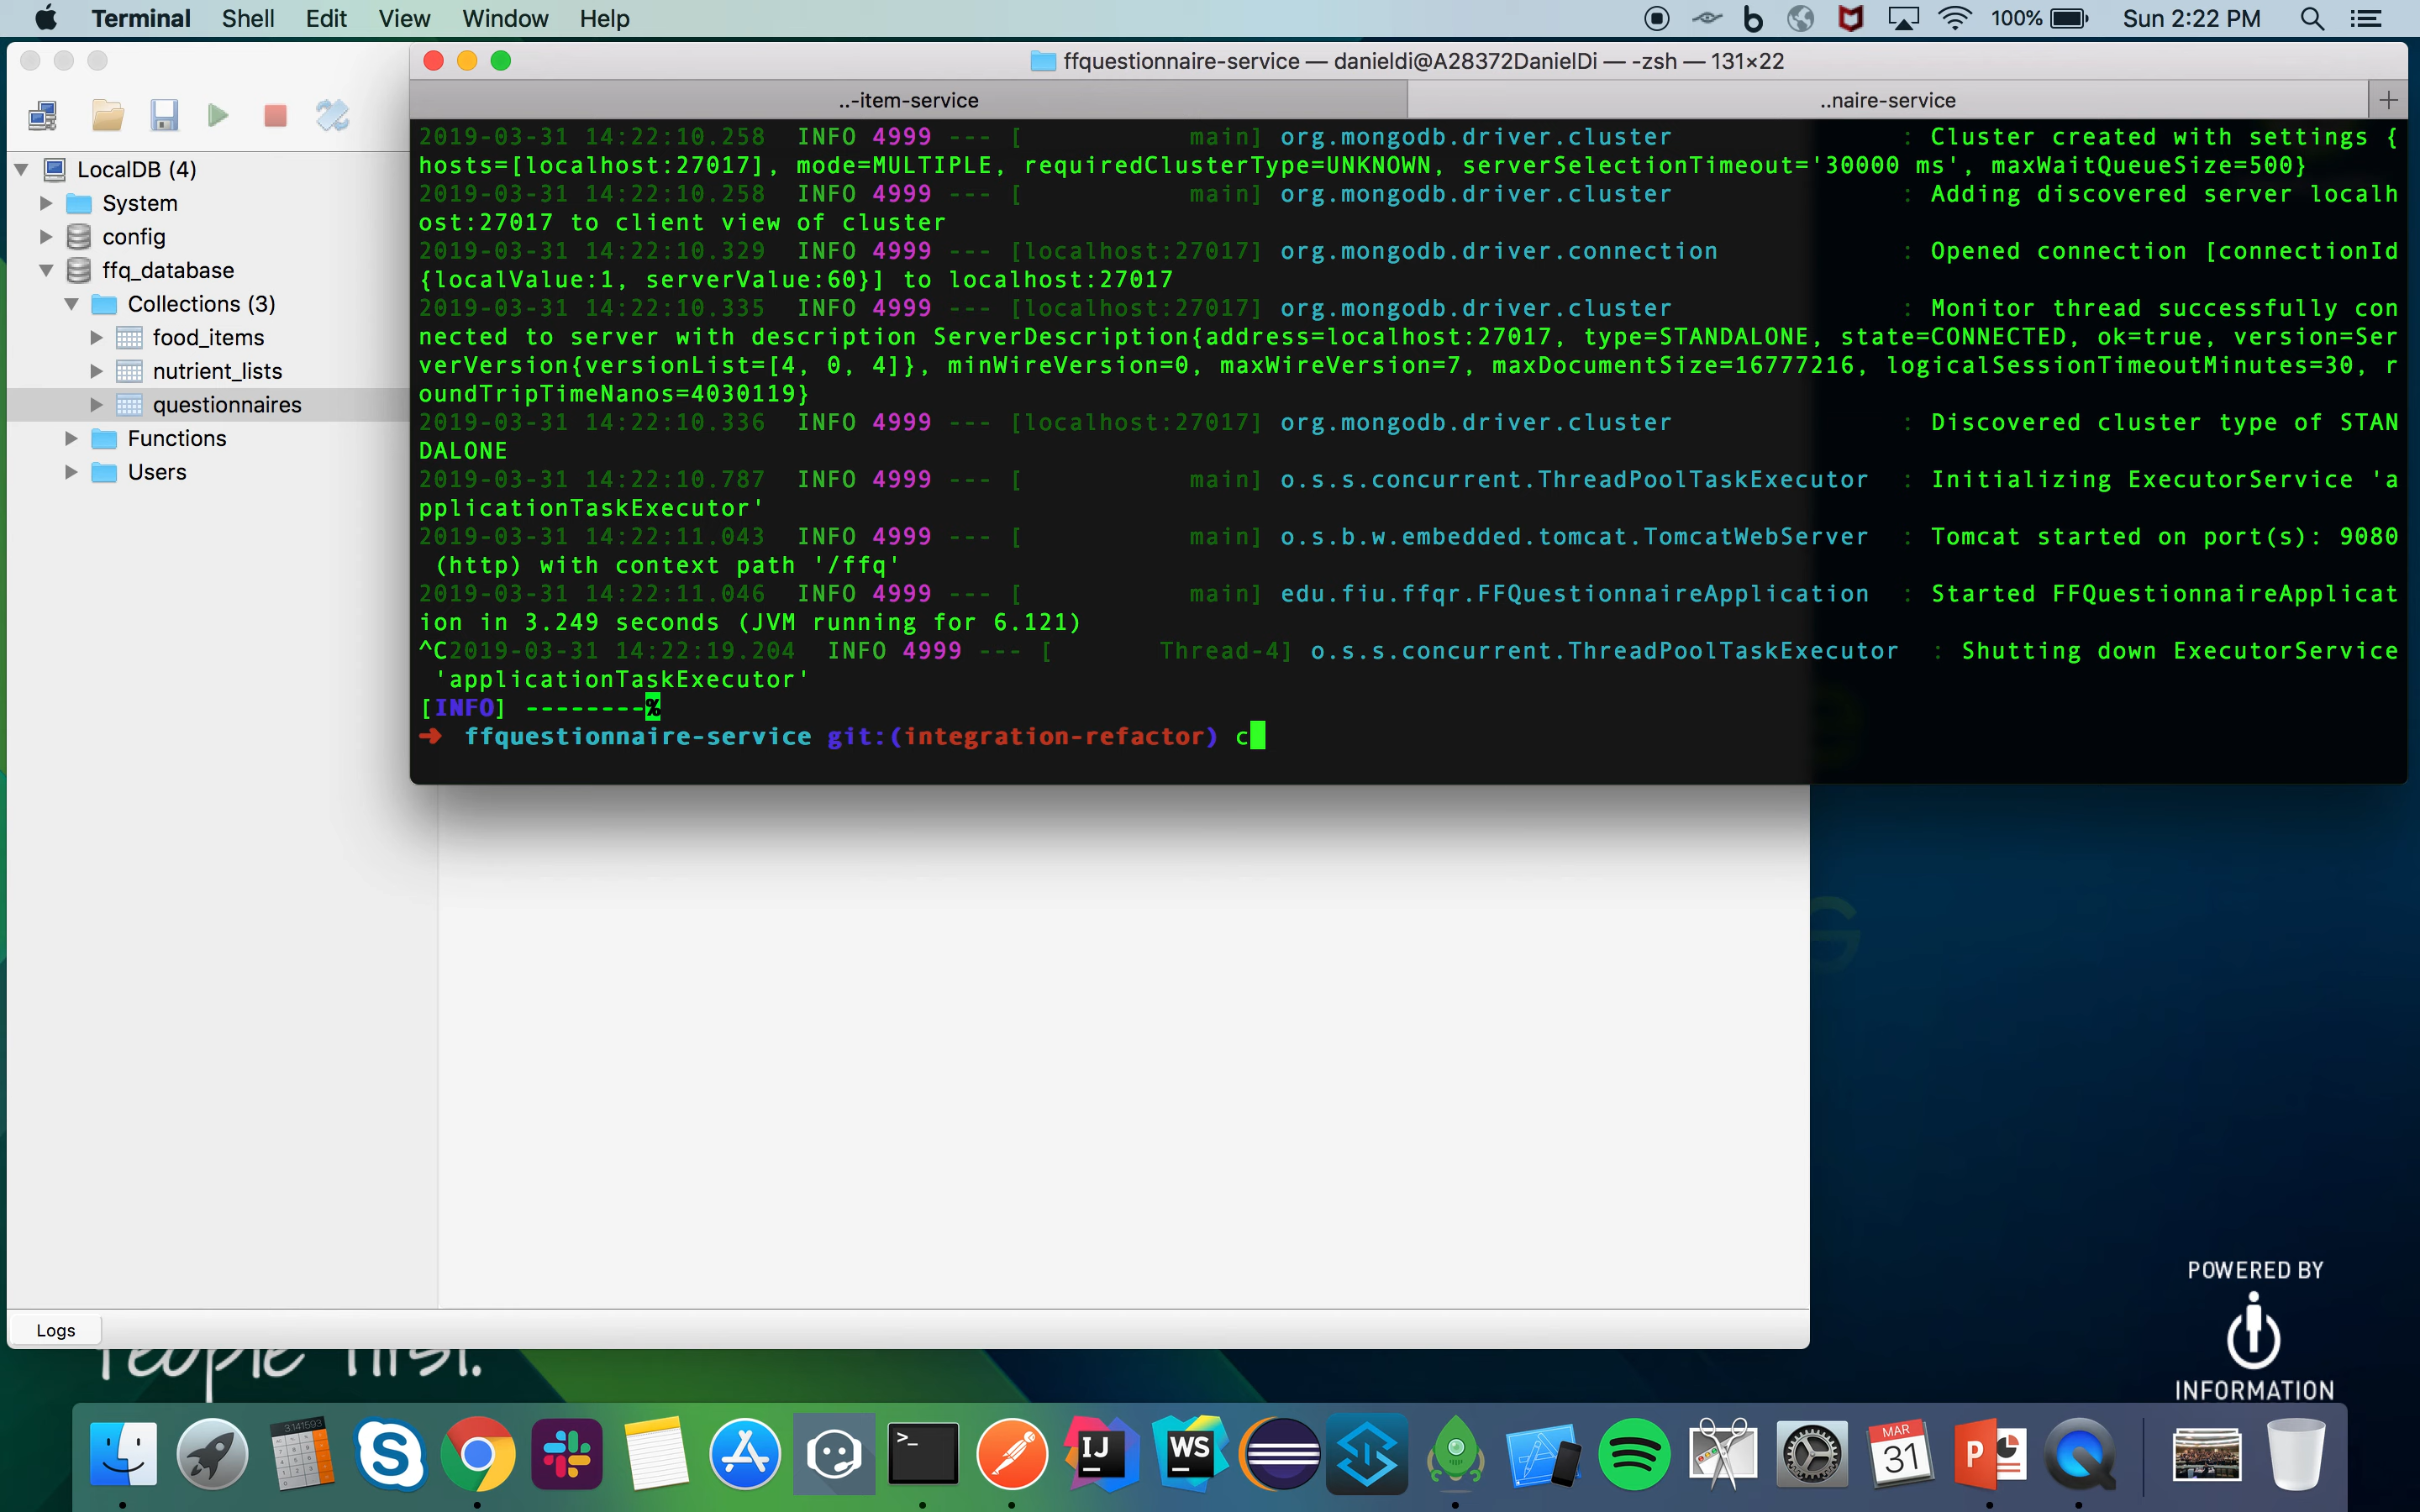 Terminal Shell Edit View Window Help 100% Sun 2:22 PM
ffquestionnaire-service — danieldi@A28372DanielDi — -zsh — 131×22
..-item-service ..naire-service
LocalDB (4)
System
config
ffq_database
Collections (3)
food_items
nutrient_lists
questionnaires
Functions
Users
2019-03-31 14:22:10.258 INFO 4999 --- [ main] org.mongodb.driver.cluster : Cluster created with settings {
hosts=[localhost:27017], mode=MULTIPLE, requiredClusterType=UNKNOWN, serverSelectionTimeout='30000 ms', maxWaitQueueSize=500}
2019-03-31 14:22:10.258 INFO 4999 --- [ main] org.mongodb.driver.cluster : Adding discovered server localh
ost:27017 to client view of cluster
2019-03-31 14:22:10.329 INFO 4999 --- [localhost:27017] org.mongodb.driver.connection : Opened connection [connectionId
{localValue:1, serverValue:60}] to localhost:27017
2019-03-31 14:22:10.335 INFO 4999 --- [localhost:27017] org.mongodb.driver.cluster : Monitor thread successfully con
nected to server with description ServerDescription{address=localhost:27017, type=STANDALONE, state=CONNECTED, ok=true, version=Ser
verVersion{versionList=[4, 0, 4]}, minWireVersion=0, maxWireVersion=7, maxDocumentSize=16777216, logicalSessionTimeoutMinutes=30, r
oundTripTimeNanos=4030119}
2019-03-31 14:22:10.336 INFO 4999 --- [localhost:27017] org.mongodb.driver.cluster : Discovered cluster type of STAN
DALONE
2019-03-31 14:22:10.787 INFO 4999 --- [ main] o.s.s.concurrent.ThreadPoolTaskExecutor : Initializing ExecutorService 'a
pplicationTaskExecutor'
2019-03-31 14:22:11.043 INFO 4999 --- [ main] o.s.b.w.embedded.tomcat.TomcatWebServer : Tomcat started on port(s): 9080
(http) with context path '/ffq'
2019-03-31 14:22:11.046 INFO 4999 --- [ main] edu.fiu.ffqr.FFQuestionnaireApplication : Started FFQuestionnaireApplicat
ion in 3.249 seconds (JVM running for 6.121)
^C2019-03-31 14:22:19.204 INFO 4999 --- [ Thread-4] o.s.s.concurrent.ThreadPoolTaskExecutor : Shutting down ExecutorService
'applicationTaskExecutor'
[INFO] --------%
➜ ffquestionnaire-service git:(integration-refactor) c
Logs
People first.
POWERED BY
INFORMATION
3.141593
S
>_
IJ
WS
MAR
31
P